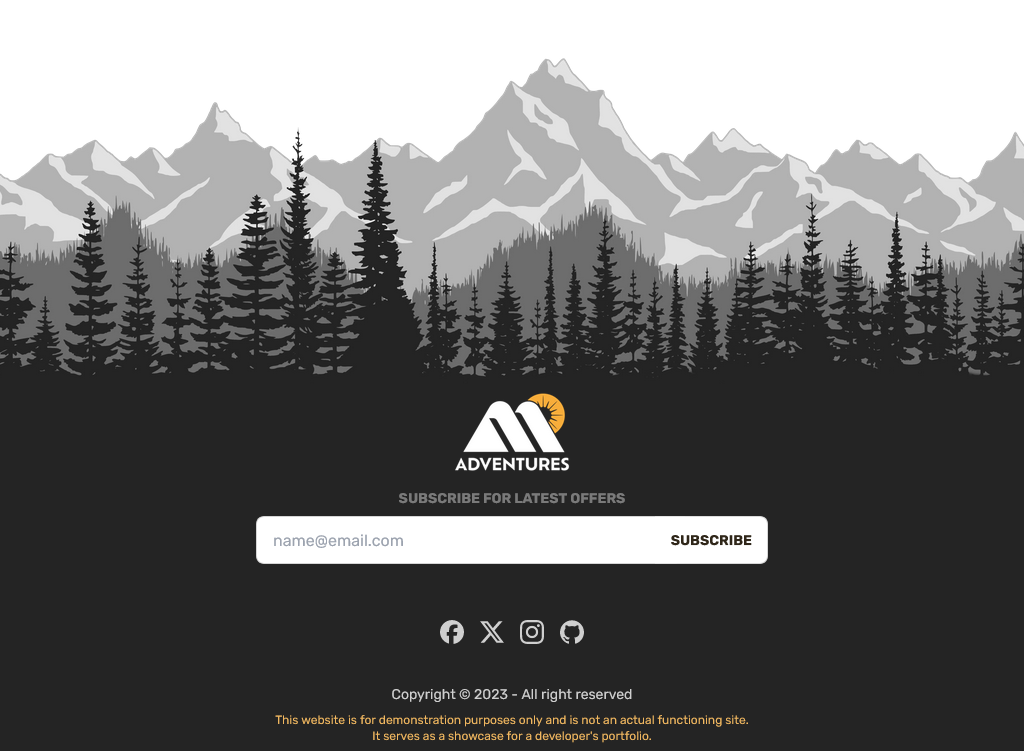 ADVENTURES
SUBSCRIBE FOR LATEST OFFERS
name@email.com SUBSCRIBE
Copyright © 2023 - All right reserved
This website is for demonstration purposes only and is not an actual functioning site.
It serves as a showcase for a developer's portfolio.